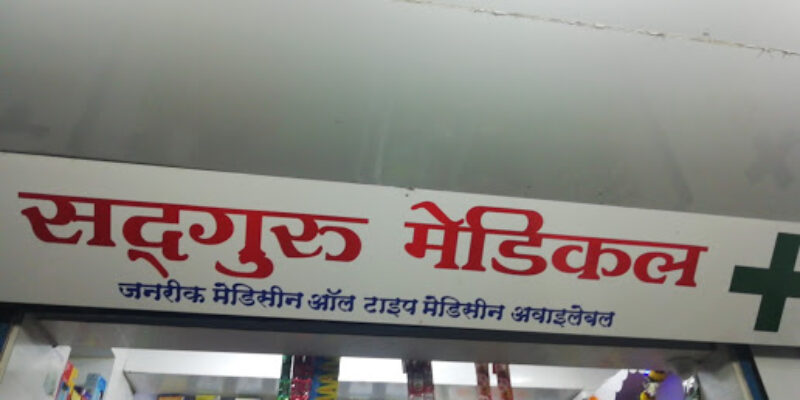 सद्‌गुरु मेडिकल
जनरीक मेडिसीन ऑल टाइप मेडिसीन अवाइलेबल